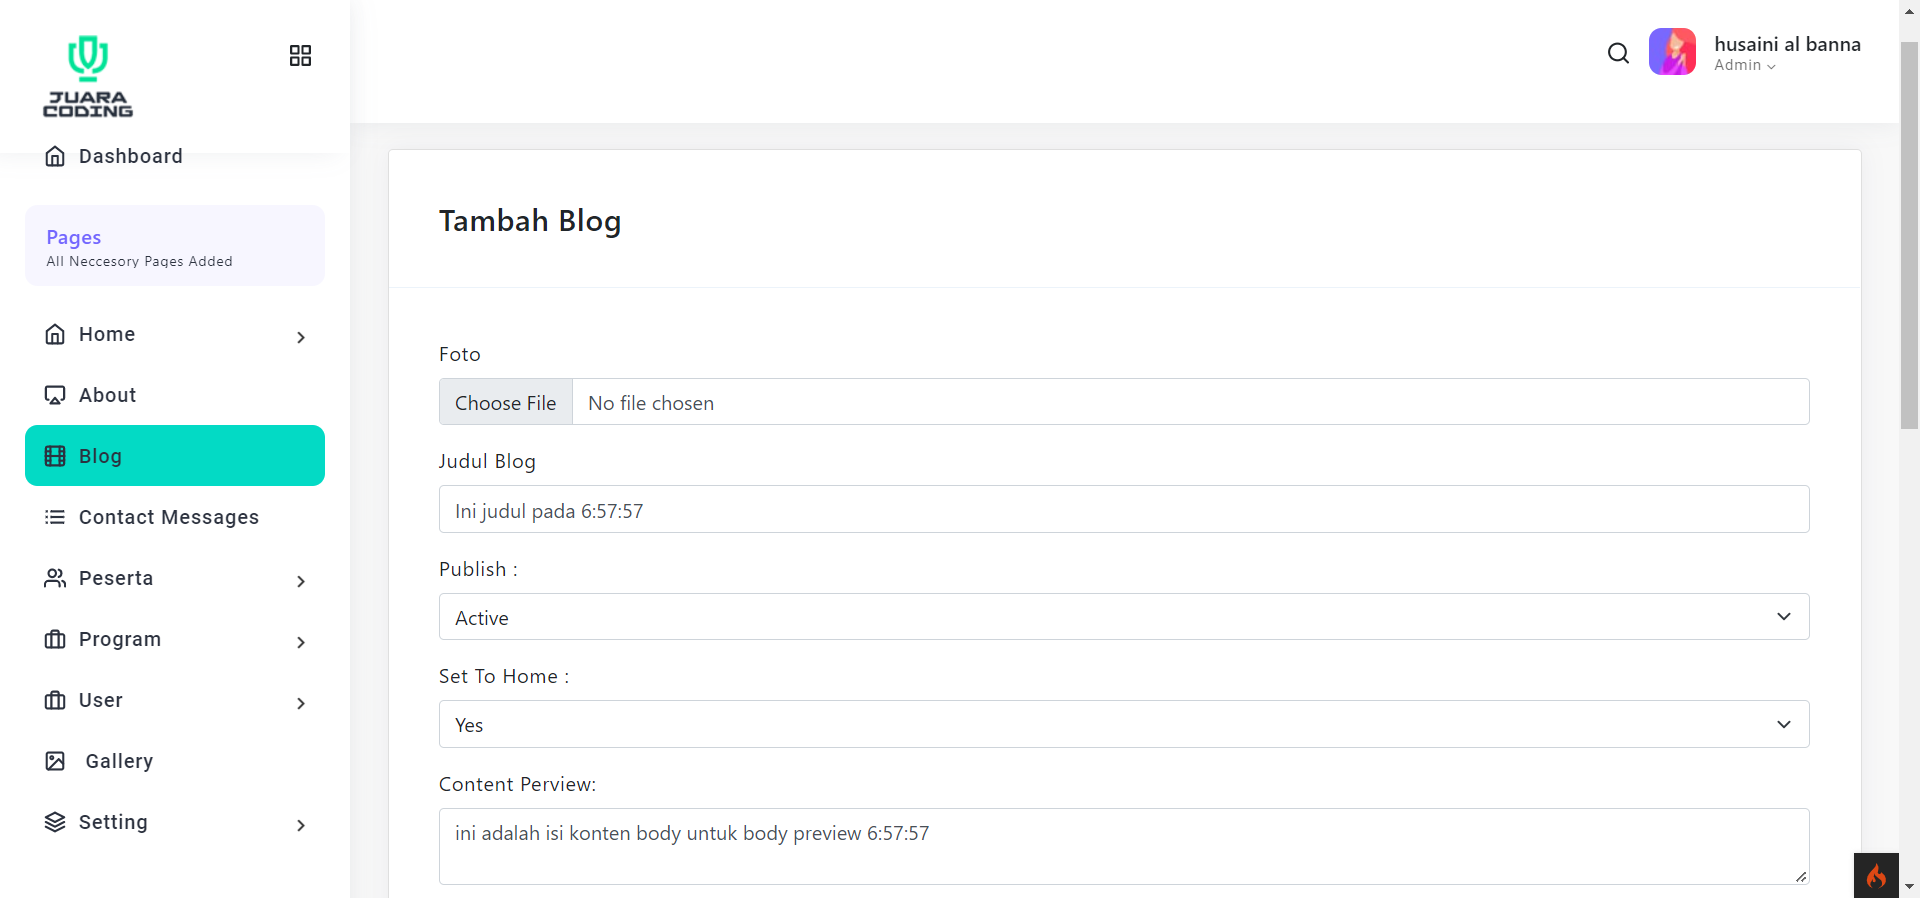 JUARA
CODING
husaini al banna
Admin
Dashboard
Pages
All Neccesory Pages Added
Home
About
Blog
Contact Messages
Peserta
Program
User
Gallery
Setting
Tambah Blog
Foto
Choose File No file chosen
Judul Blog
Ini judul pada 6:57:57
Publish :
Active
Set To Home :
Yes
Content Perview:
ini adalah isi konten body untuk body preview 6:57:57